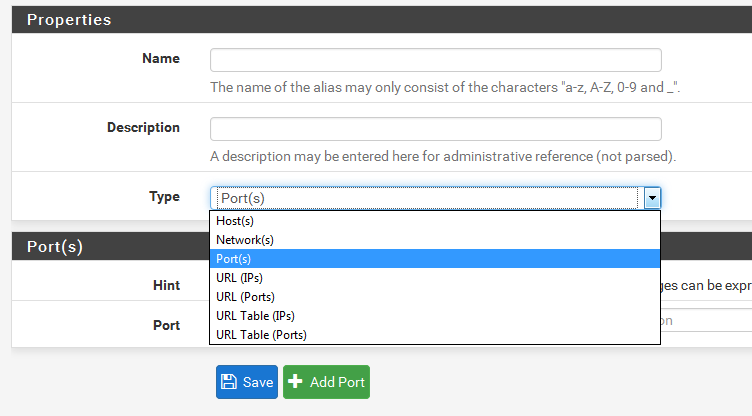 Properties
Name
The name of the alias may only consist of the characters "a-z, A-Z, 0-9 and _".
Description
A description may be entered here for administrative reference (not parsed).
Type
Port(s)
Host(s)
Network(s)
Port(s)
URL (IPs)
URL (Ports)
URL Table (IPs)
URL Table (Ports)
Port(s)
Hint
can be expr
Port
Save
Add Port